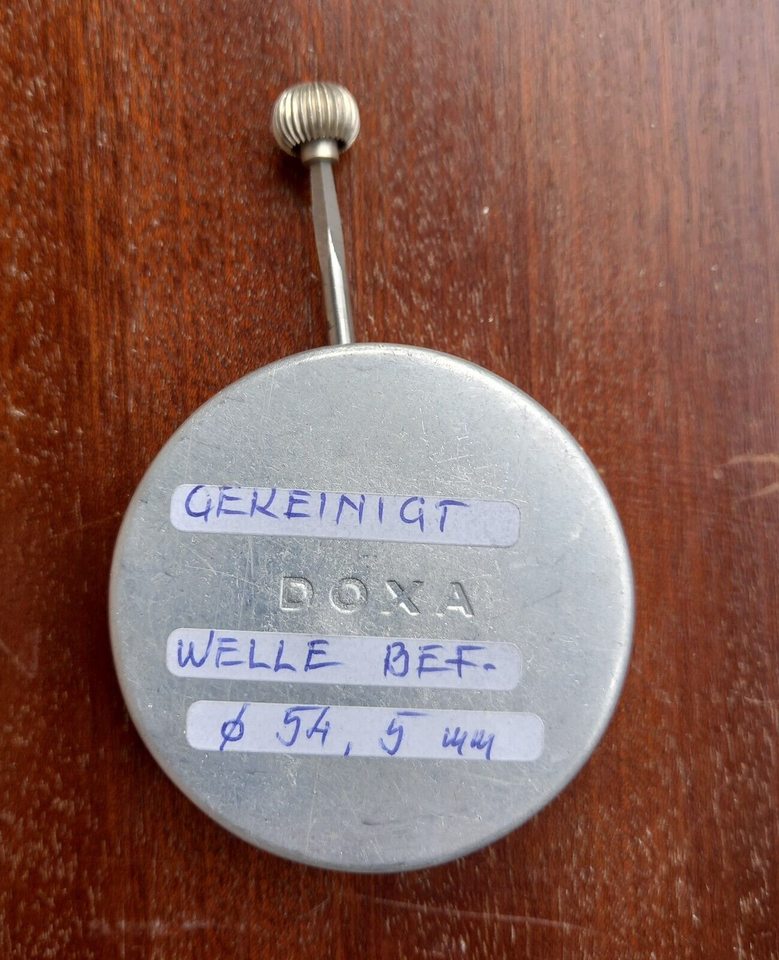 GEREINIGT
DOXA
WELLE BEF.
φ 54,5 mm